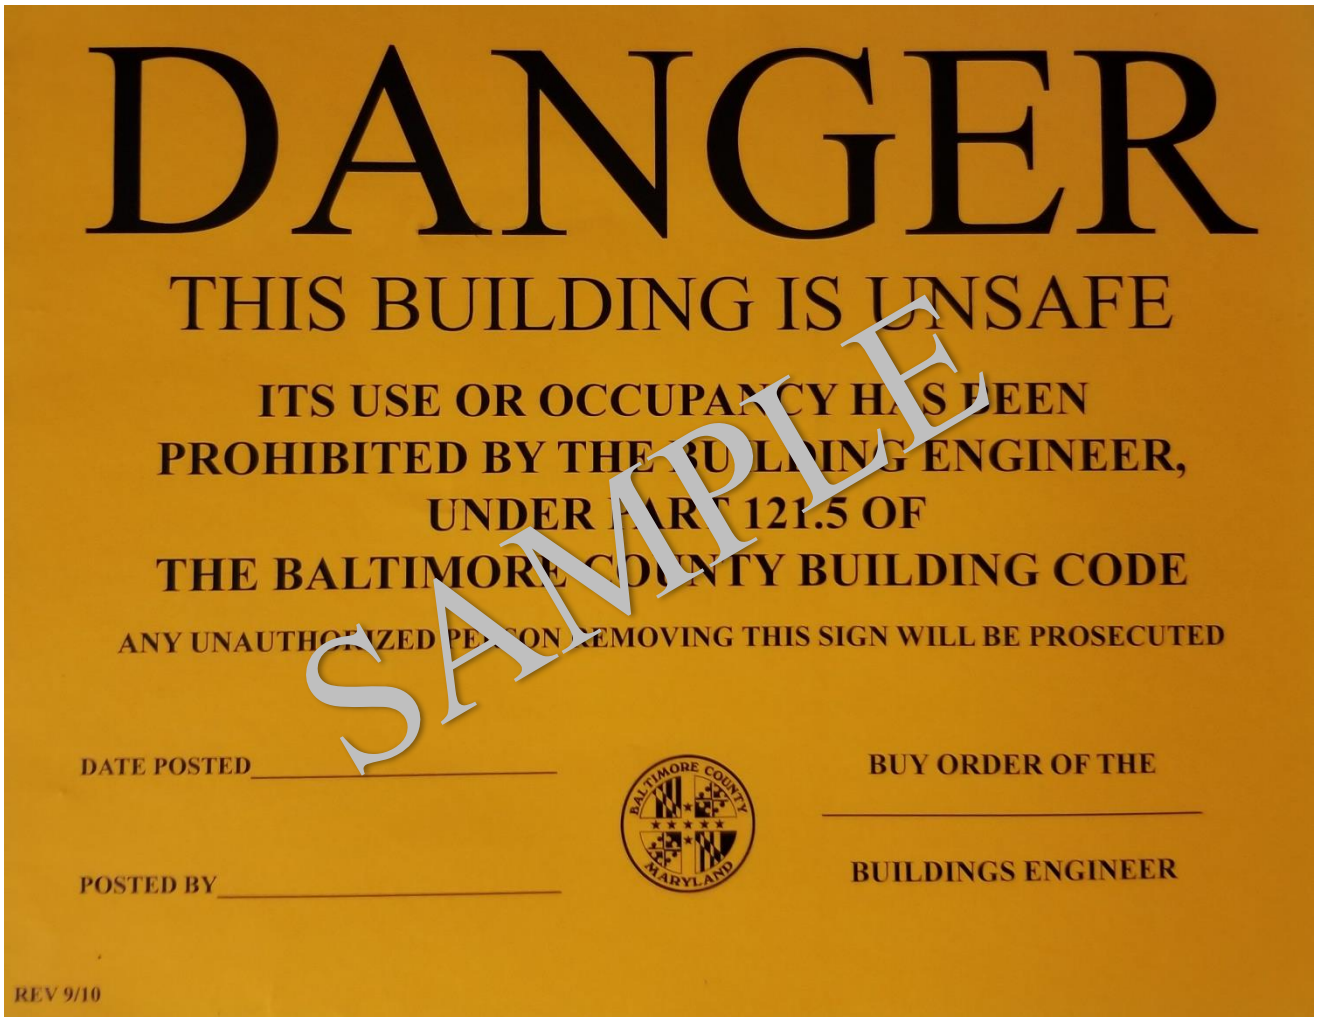 DANGER
THIS BUILDING IS UNSAFE
ITS USE OR OCCUPANCY HAS BEEN
PROHIBITED BY THE BUILDING ENGINEER,
UNDER PART 121.5 OF
THE BALTIMORE COUNTY BUILDING CODE
ANY UNAUTHORIZED PERSON REMOVING THIS SIGN WILL BE PROSECUTED
SAMPLE
DATE POSTED
BUY ORDER OF THE
BALTIMORE COUNTY
MARYLAND
POSTED BY
BUILDINGS ENGINEER
REV 9/10